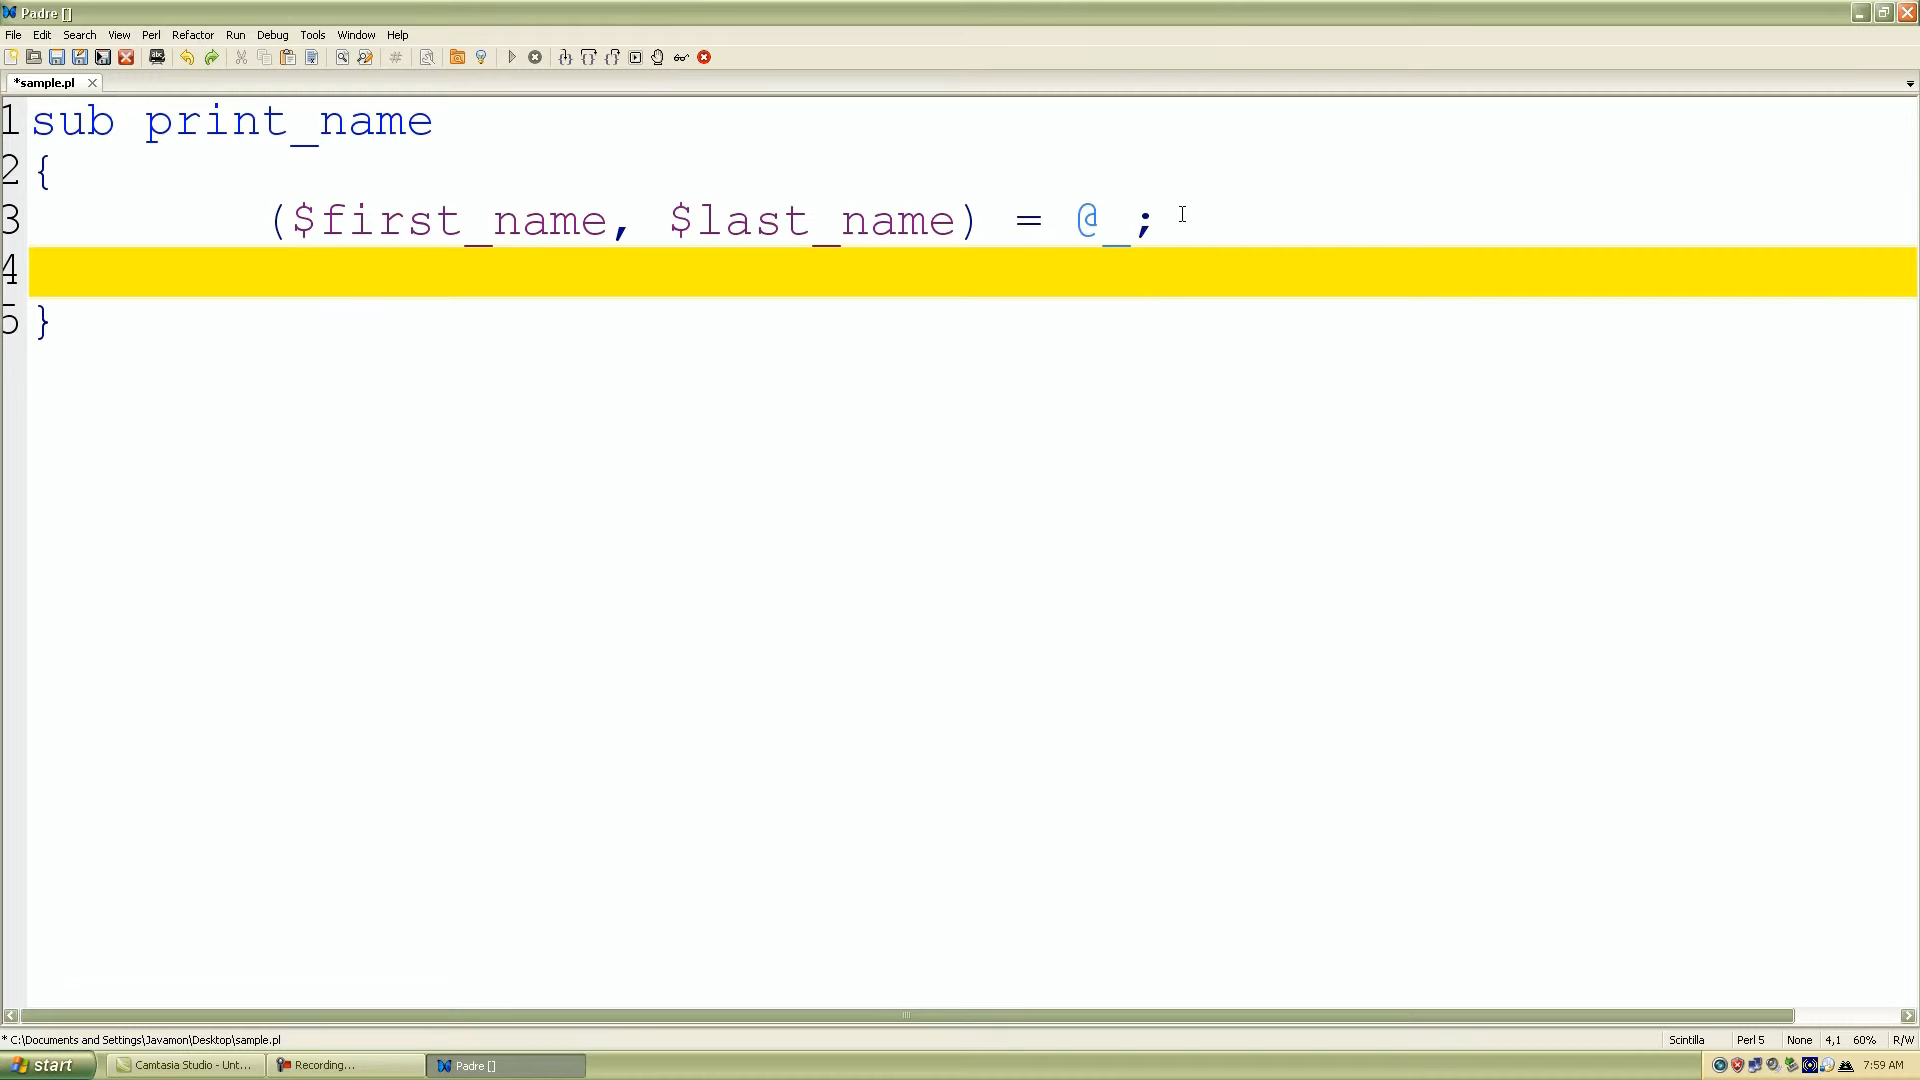 Padre []
File Edit Search View Perl Refactor Run Debug Tools Window Help
*sample.pl
1 sub print_name
2 {
3 ($first_name, $last_name) = @_;
4
5 }
* C:\Documents and Settings\Javamon\Desktop\sample.pl Scintilla Perl 5 None 4,1 60% R/W
start Camtasia Studio - Unt... Recording... Padre [] 7:59 AM